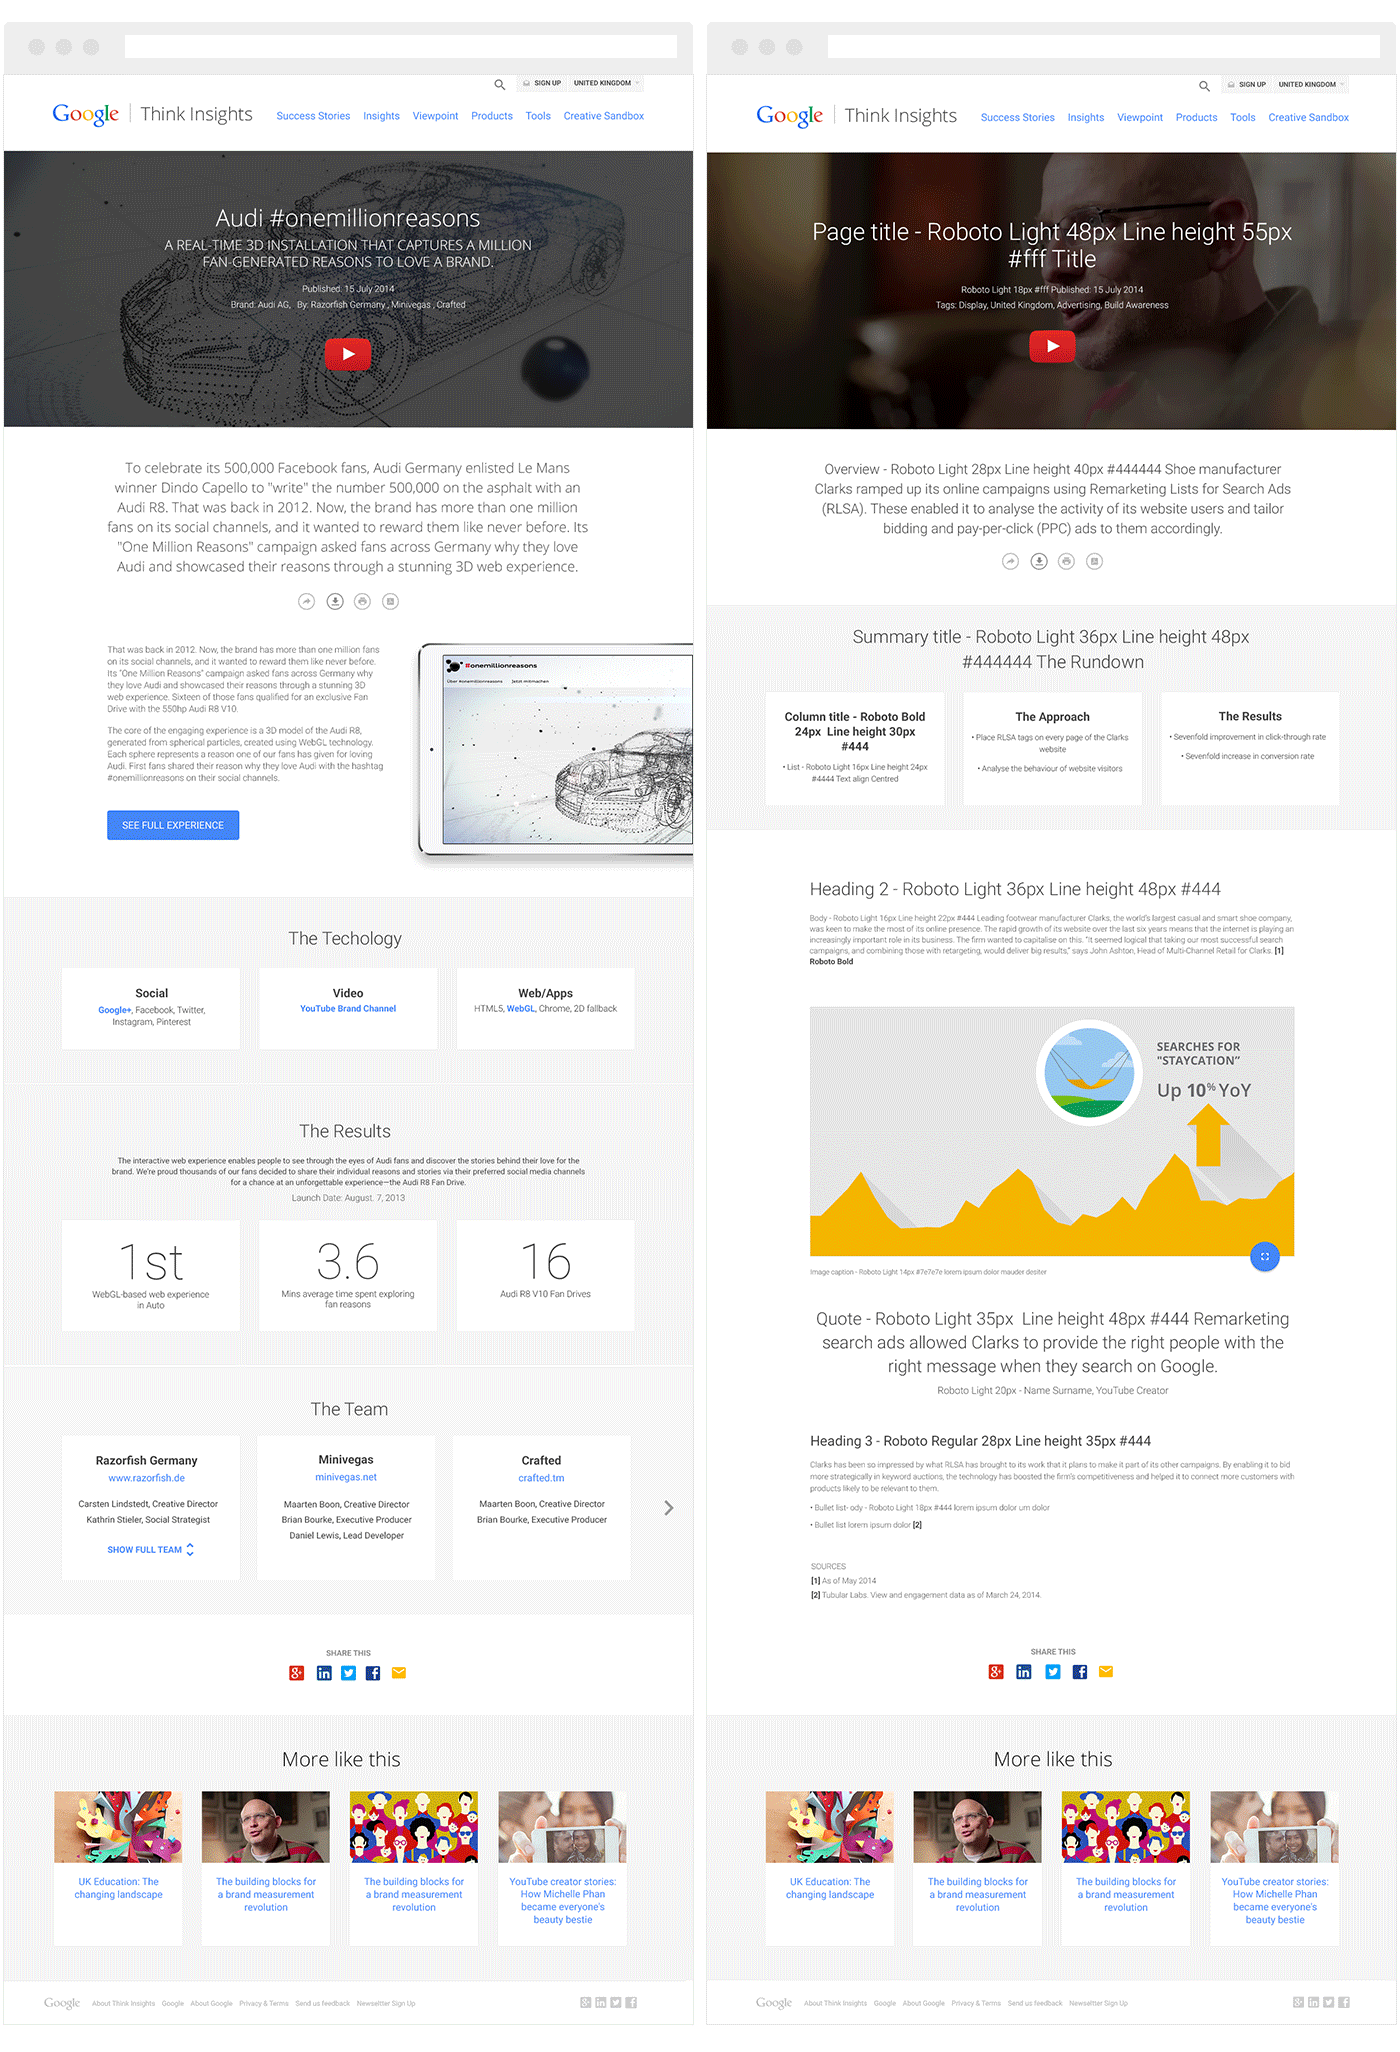 SIGN UP UNITED KINGDOM
Google Think Insights Success Stories Insights Viewpoint Products Tools Creative Sandbox
Audi #onemillionreasons
A REAL-TIME 3D INSTALLATION THAT CAPTURES A MILLION
FAN-GENERATED REASONS TO LOVE A BRAND.
Published: 15 July 2014
Brand: Audi AG, By: Razorfish Germany , Minivegas , Crafted
To celebrate its 500,000 Facebook fans, Audi Germany enlisted Le Mans
winner Dindo Capello to "write" the number 500,000 on the asphalt with an
Audi R8. That was back in 2012. Now, the brand has more than one million
fans on its social channels, and it wanted to reward them like never before. Its
"One Million Reasons" campaign asked fans across Germany why they love
Audi and showcased their reasons through a stunning 3D web experience.
That was back in 2012. Now, the brand has more than one million fans
on its social channels, and it wanted to reward them like never before.
Its "One Million Reasons" campaign asked fans across Germany why
they love Audi and showcased their reasons through a stunning 3D
web experience. Sixteen of those fans qualified for an exclusive Fan
Drive with the 550hp Audi R8 V10.
The core of the engaging experience is a 3D model of the Audi R8,
generated from spherical particles, created using WebGL technology.
Each sphere represents a reason one of our fans has given for loving
Audi. First fans shared their reason why they love Audi with the hashtag
#onemillionreasons on their social channels.
SEE FULL EXPERIENCE
#onemillionreasons
Über #onemillionreasons Jetzt mitmachen
The Techology
Social
Google+, Facebook, Twitter,
Instagram, Pinterest
Video
YouTube Brand Channel
Web/Apps
HTML5, WebGL, Chrome, 2D fallback
The Results
The interactive web experience enables people to see through the eyes of Audi fans and discover the stories behind their love for the
brand. We're proud thousands of our fans decided to share their individual reasons and stories via their preferred social media channels
for a chance at an unforgettable experience—the Audi R8 Fan Drive.
Launch Date: August. 7, 2013
1st
WebGL-based web experience
in Auto
3.6
Mins average time spent exploring
fan reasons
16
Audi R8 V10 Fan Drives
The Team
Razorfish Germany
www.razorfish.de
Carsten Lindstedt, Creative Director
Kathrin Stieler, Social Strategist
SHOW FULL TEAM
Minivegas
minivegas.net
Maarten Boon, Creative Director
Brian Bourke, Executive Producer
Daniel Lewis, Lead Developer
Crafted
crafted.tm
Maarten Boon, Creative Director
Brian Bourke, Executive Producer
SHARE THIS
More like this
UK Education: The
changing landscape
The building blocks for
a brand measurement
revolution
The building blocks for
a brand measurement
revolution
YouTube creator stories:
How Michelle Phan
became everyone's
beauty bestie
Google About Think Insights Google About Google Privacy & Terms Send us feedback Newseltter Sign Up
SIGN UP UNITED KINGDOM
Google Think Insights Success Stories Insights Viewpoint Products Tools Creative Sandbox
Page title - Roboto Light 48px Line height 55px
#fff Title
Roboto Light 18px #fff Published: 15 July 2014
Tags: Display, United Kingdom, Advertising, Build Awareness
Overview - Roboto Light 28px Line height 40px #444444 Shoe manufacturer
Clarks ramped up its online campaigns using Remarketing Lists for Search Ads
(RLSA). These enabled it to analyse the activity of its website users and tailor
bidding and pay-per-click (PPC) ads to them accordingly.
Summary title - Roboto Light 36px Line height 48px
#444444 The Rundown
Column title - Roboto Bold
24px Line height 30px
#444
• List - Roboto Light 16px Line height 24px
#4444 Text align Centred
The Approach
• Place RLSA tags on every page of the Clarks
website
• Analyse the behaviour of website visitors
The Results
• Sevenfold improvement in click-through rate
• Sevenfold increase in conversion rate
Heading 2 - Roboto Light 36px Line height 48px #444
Body - Roboto Light 16px Line height 22px #444 Leading footwear manufacturer Clarks, the world's largest casual and smart shoe company,
was keen to make the most of its online presence. The rapid growth of its website over the last six years means that the internet is playing an
increasingly important role in its business. The firm wanted to capitalise on this. "It seemed logical that taking our most successful search
campaigns, and combining those with retargeting, would deliver big results," says John Ashton, Head of Multi-Channel Retail for Clarks. [1]
Roboto Bold
SEARCHES FOR
"STAYCATION"
Up 10% YoY
Image caption - Roboto Light 14px #7e7e7e lorem ipsum dolor mauder desiter
Quote - Roboto Light 35px Line height 48px #444 Remarketing
search ads allowed Clarks to provide the right people with the
right message when they search on Google.
Roboto Light 20px - Name Surname, YouTube Creator
Heading 3 - Roboto Regular 28px Line height 35px #444
Clarks has been so impressed by what RLSA has brought to its work that it plans to make it part of its other campaigns. By enabling it to bid
more strategically in keyword auctions, the technology has boosted the firm's competitiveness and helped it to connect more customers with
products likely to be relevant to them.
• Bullet list- ody - Roboto Light 18px #444 lorem ipsum dolor um dolor
• Bullet list lorem ipsum dolor [2]
SOURCES
[1] As of May 2014
[2] Tubular Labs: View and engagement data as of March 24, 2014.
SHARE THIS
More like this
UK Education: The
changing landscape
The building blocks for
a brand measurement
revolution
The building blocks for
a brand measurement
revolution
YouTube creator stories:
How Michelle Phan
became everyone's
beauty bestie
Google About Think Insights Google About Google Privacy & Terms Send us feedback Newseltter Sign Up